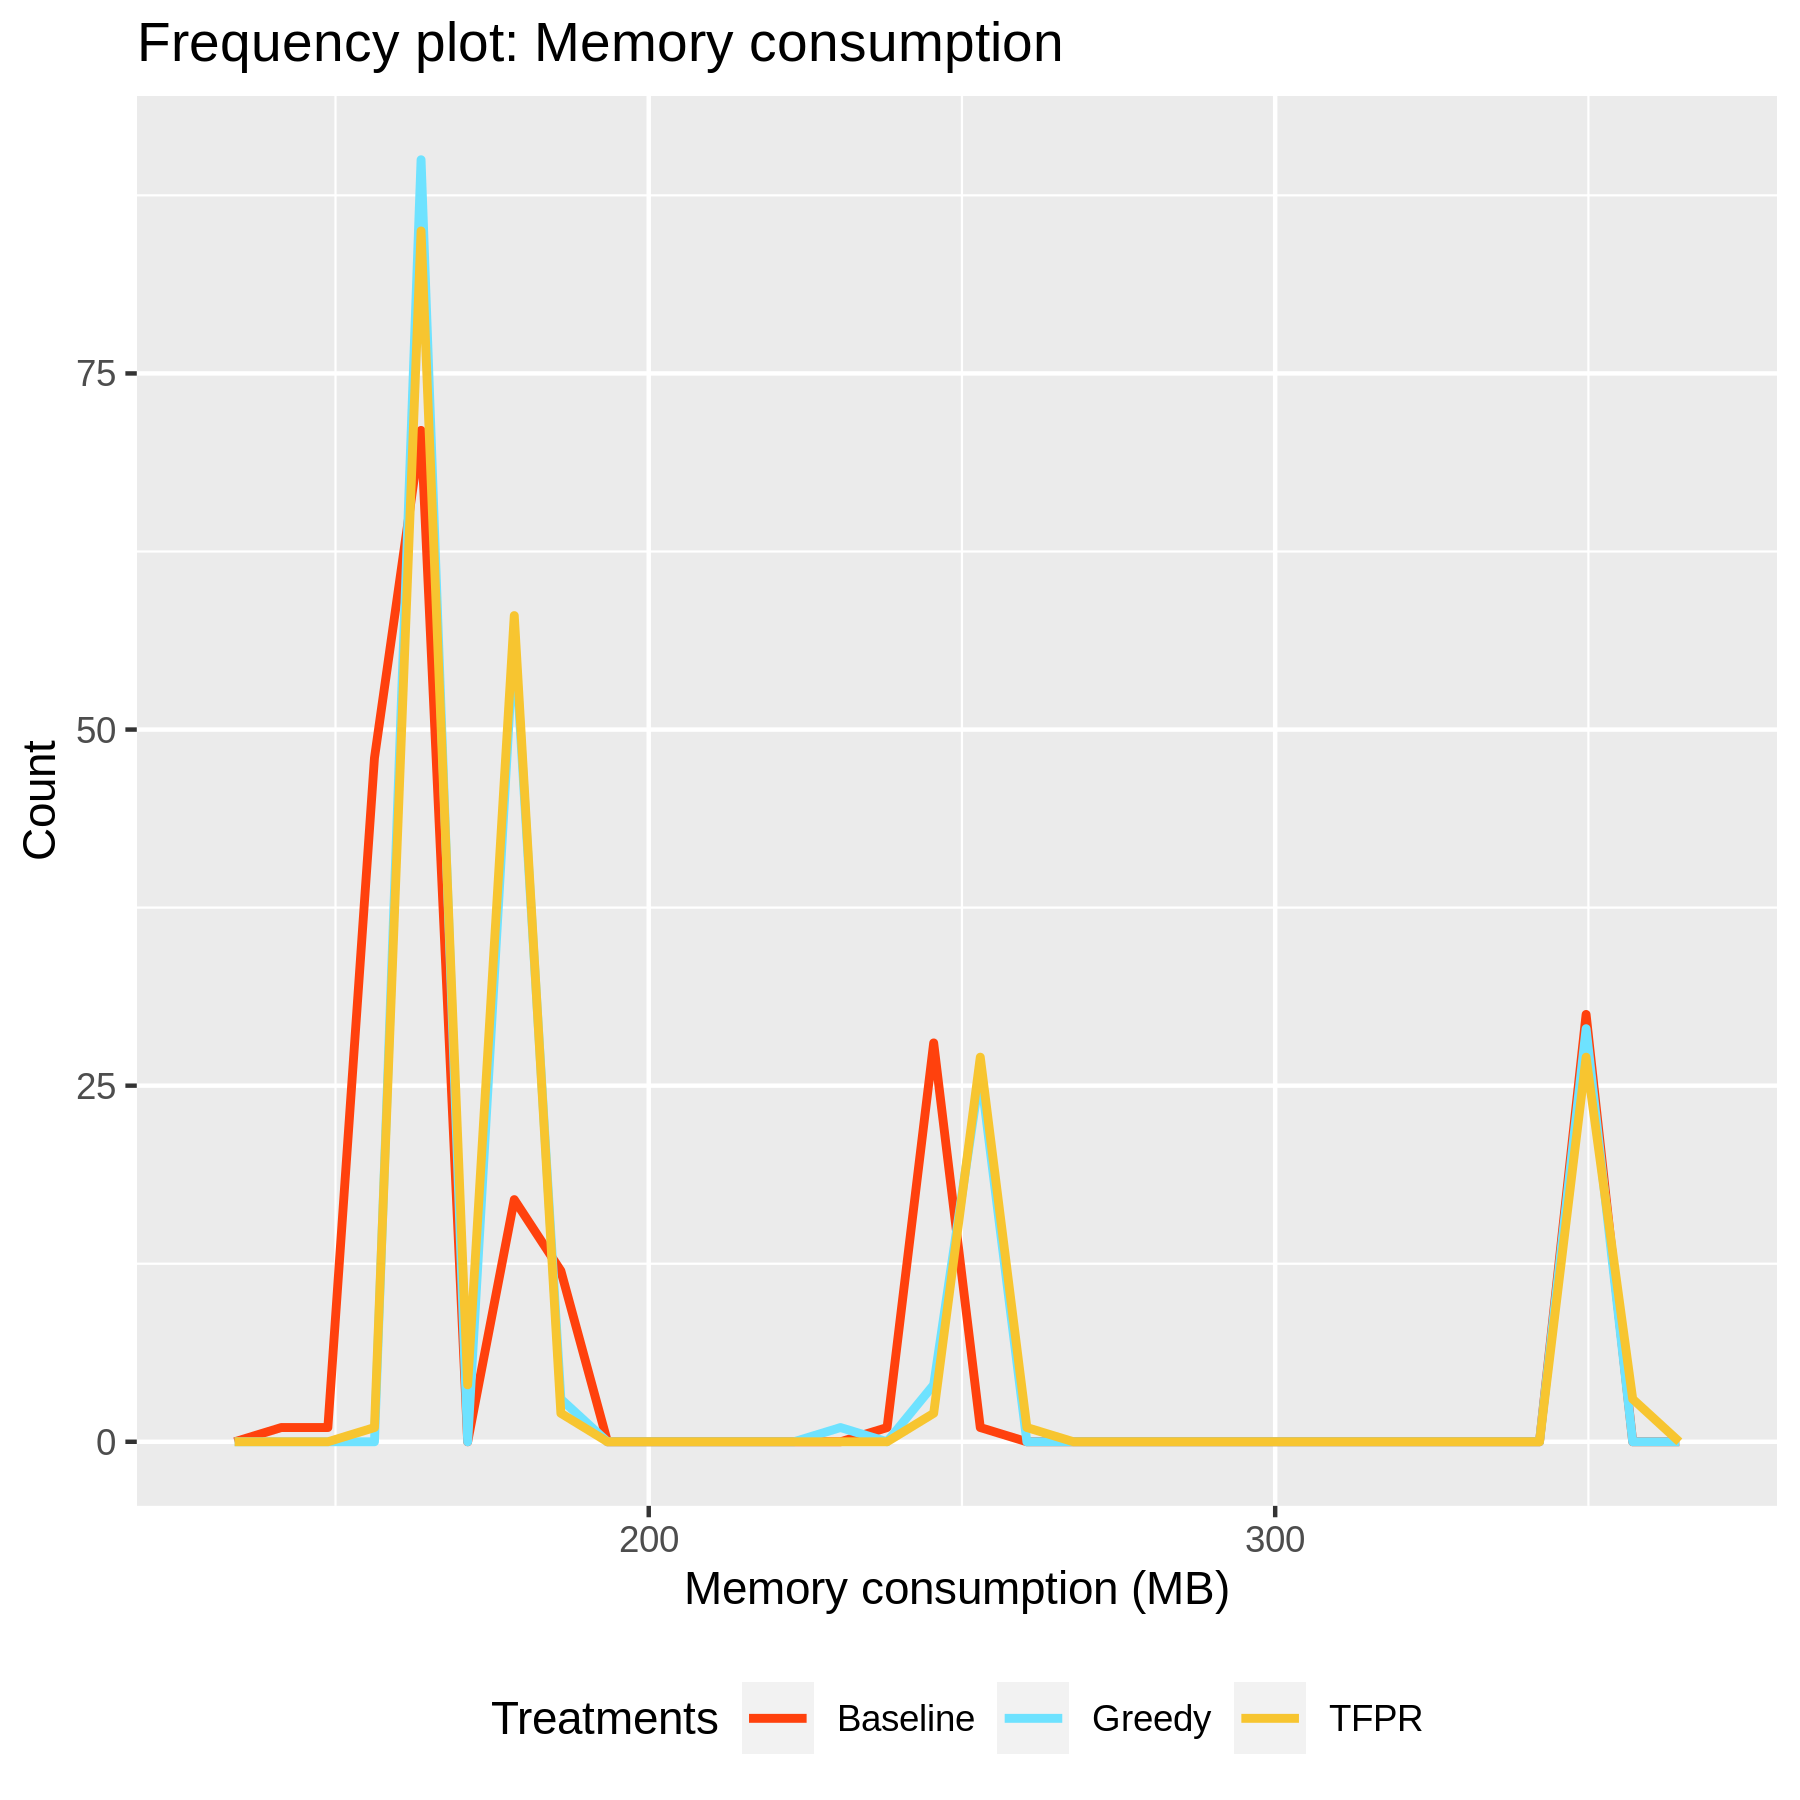 Frequency plot: Memory consumption
Count
75
50
25
0
200 300
Memory consumption (MB)
Treatments Baseline Greedy TFPR